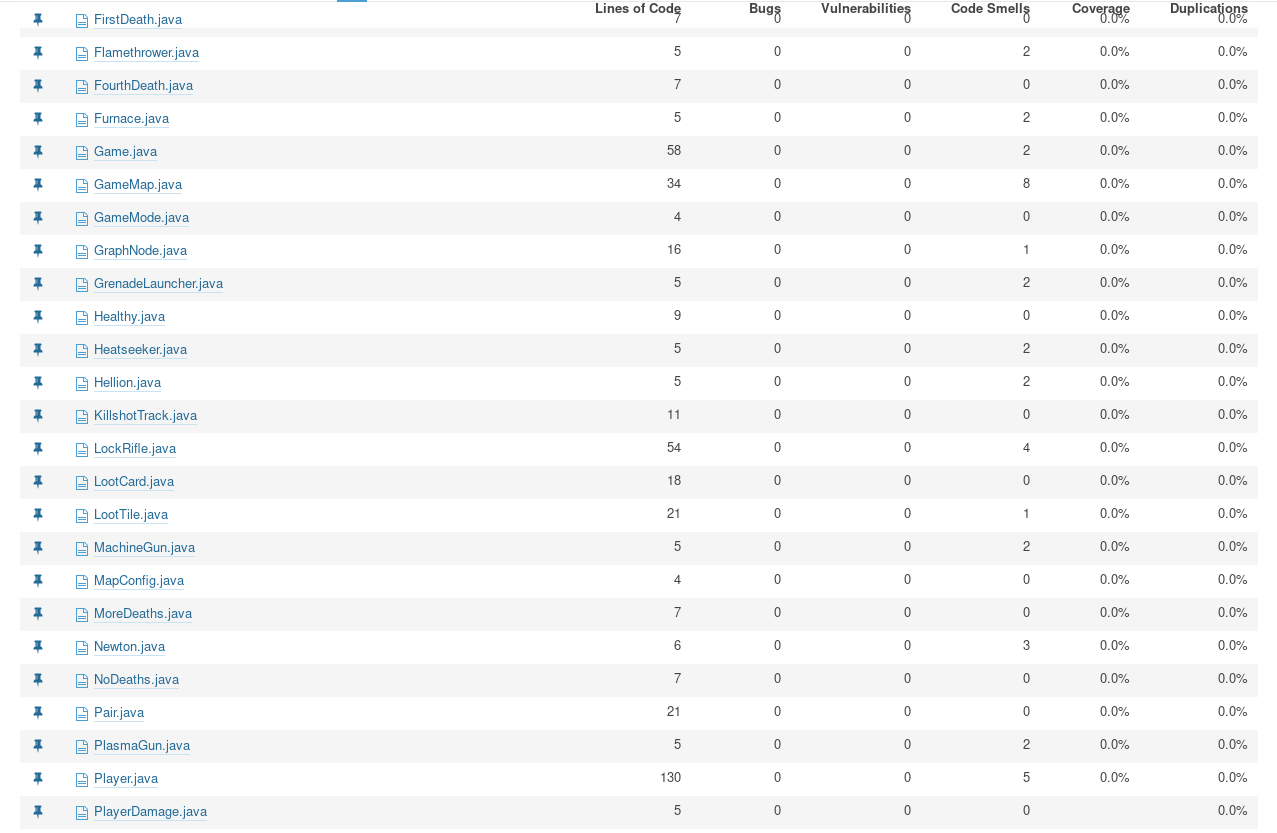 Lines of Code Bugs Vulnerabilities Code Smells Coverage Duplications
FirstDeath.java 7 0 0 0 0.0% 0.0%
Flamethrower.java 5 0 0 2 0.0% 0.0%
FourthDeath.java 7 0 0 0 0.0% 0.0%
Furnace.java 5 0 0 2 0.0% 0.0%
Game.java 58 0 0 2 0.0% 0.0%
GameMap.java 34 0 0 8 0.0% 0.0%
GameMode.java 4 0 0 0 0.0% 0.0%
GraphNode.java 16 0 0 1 0.0% 0.0%
GrenadeLauncher.java 5 0 0 2 0.0% 0.0%
Healthy.java 9 0 0 0 0.0% 0.0%
Heatseeker.java 5 0 0 2 0.0% 0.0%
Hellion.java 5 0 0 2 0.0% 0.0%
KillshotTrack.java 11 0 0 0 0.0% 0.0%
LockRifle.java 54 0 0 4 0.0% 0.0%
LootCard.java 18 0 0 0 0.0% 0.0%
LootTile.java 21 0 0 1 0.0% 0.0%
MachineGun.java 5 0 0 2 0.0% 0.0%
MapConfig.java 4 0 0 0 0.0% 0.0%
MoreDeaths.java 7 0 0 0 0.0% 0.0%
Newton.java 6 0 0 3 0.0% 0.0%
NoDeaths.java 7 0 0 0 0.0% 0.0%
Pair.java 21 0 0 0 0.0% 0.0%
PlasmaGun.java 5 0 0 2 0.0% 0.0%
Player.java 130 0 0 5 0.0% 0.0%
PlayerDamage.java 5 0 0 0 0.0%